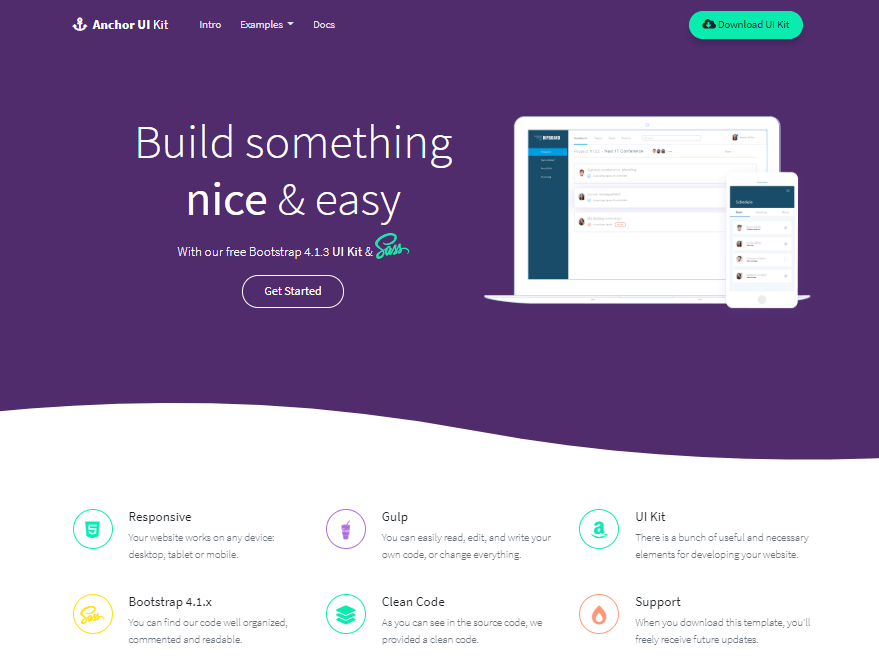 Anchor UI Kit
Intro
Examples
Docs
Download UI Kit
Build something
nice & easy
With our free Bootstrap 4.1.3 UI Kit & Sass
Get Started
Schedule
Responsive
Your website works on any device:
desktop, tablet or mobile.
Gulp
You can easily read, edit, and write your
own code, or change everything.
UI Kit
There is a bunch of useful and necessary
elements for developing your website.
Sass
Bootstrap 4.1.x
You can find our code well organized,
commented and readable.
Clean Code
As you can see in the source code, we
provided a clean code.
Support
When you download this template, you'll
freely receive future updates.